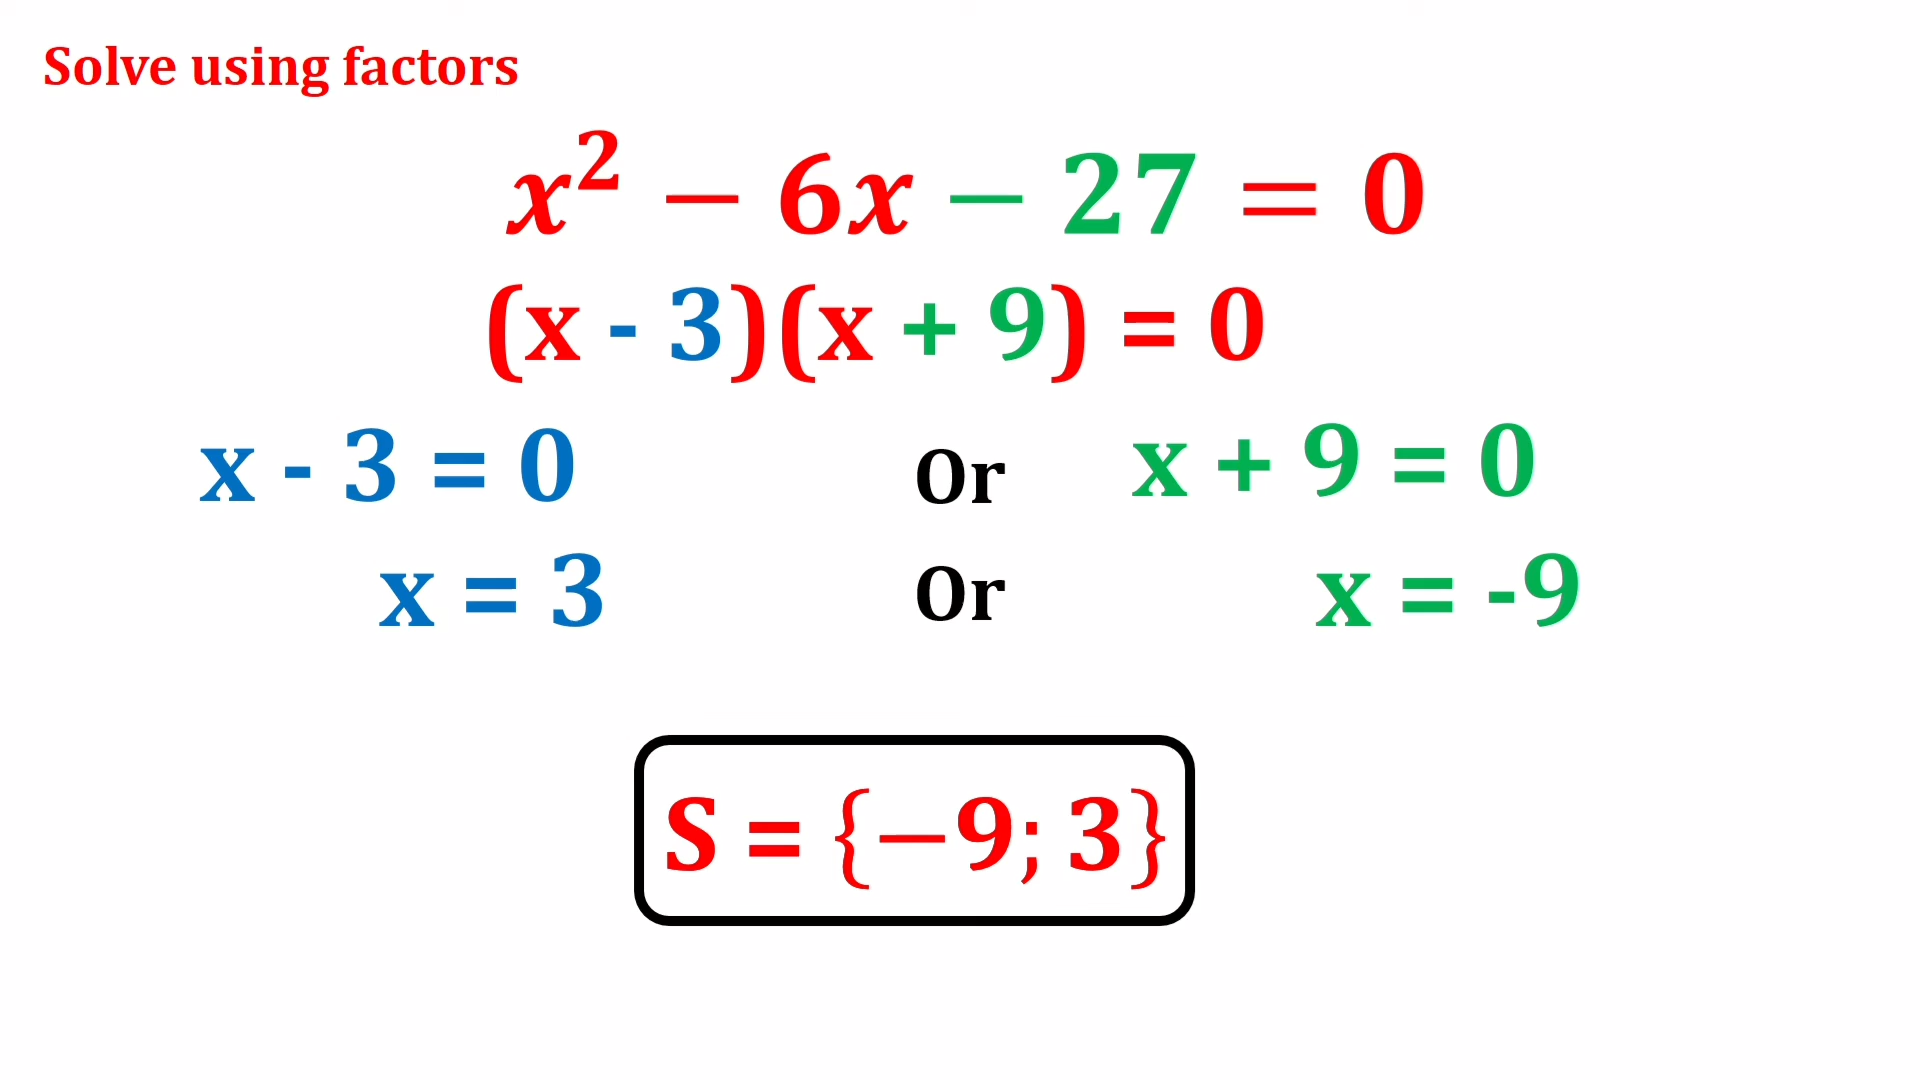 Solve using factors
x² − 6x − 27 = 0
(x - 3)(x + 9) = 0
x - 3 = 0 Or x + 9 = 0
x = 3 Or x = -9
S = {−9; 3}